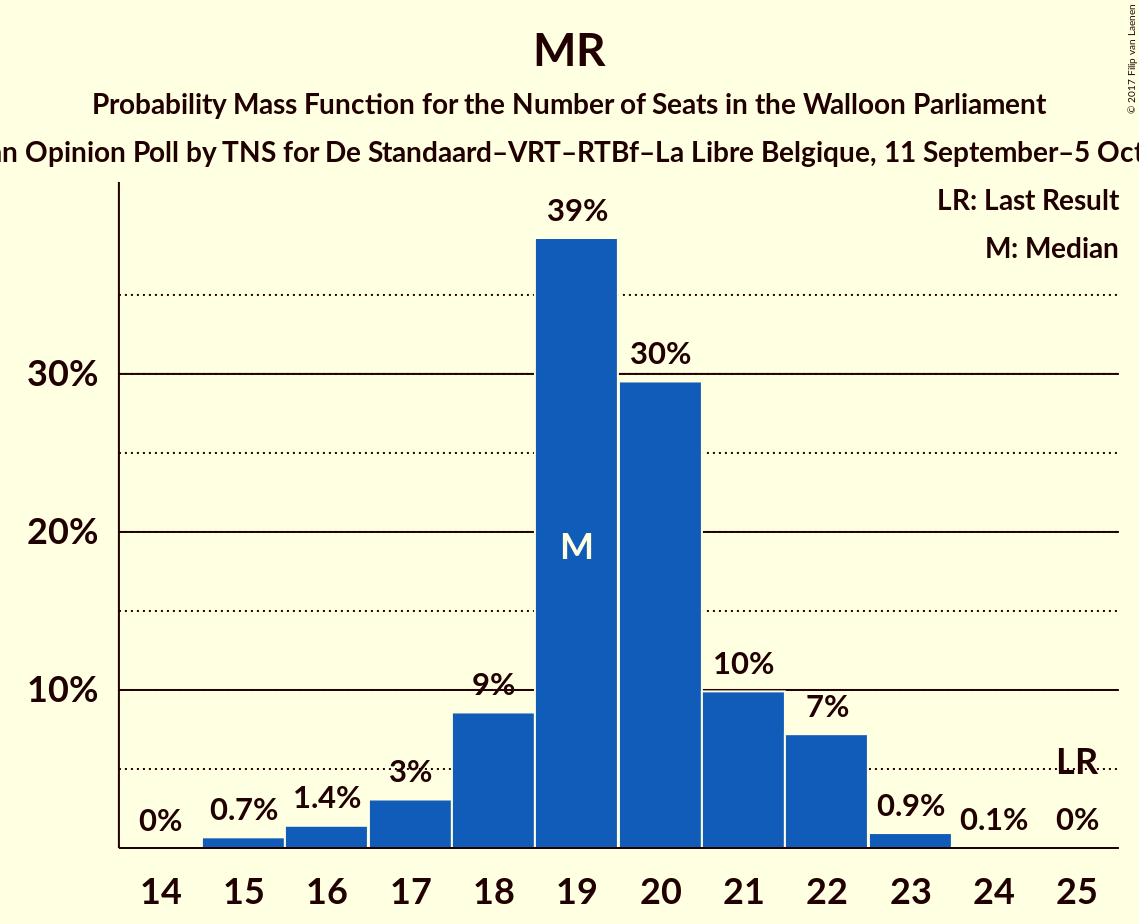 MR
Probability Mass Function for the Number of Seats in the Walloon Parliament
n Opinion Poll by TNS for De Standaard–VRT–RTBf–La Libre Belgique, 11 September–5 Oct
© 2017 Filip van Laenen
LR: Last Result
M: Median
39%
30%
30%
20%
M
10%
10%
9%
7%
3%
LR
0%
0.7%
1.4%
0.9%
0.1%
0%
14 15 16 17 18 19 20 21 22 23 24 25